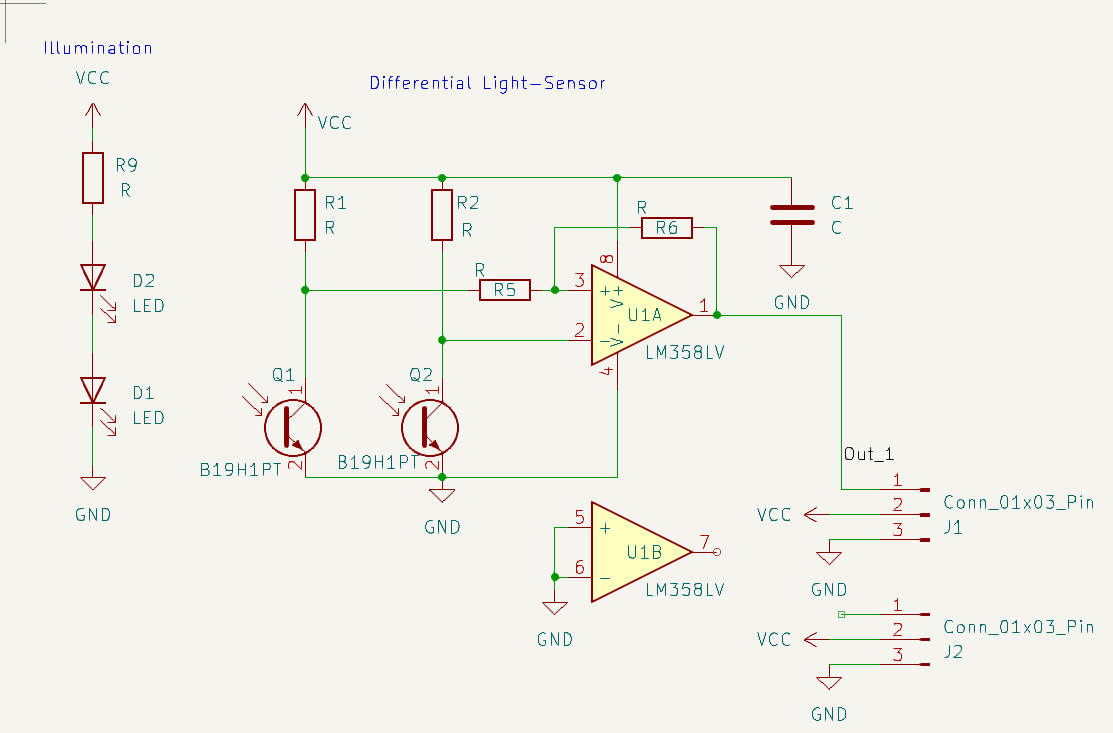 Illumination
VCC
R9
R
D2
LED
D1
LED
GND
Differential Light-Sensor
VCC
R1
R
R2
R
R
R5
R
R6
C1
C
GND
8
3
+
V+
U1A
1
2
-
V-
LM358LV
4
Q1
1
B19H1PT
2
Q2
1
B19H1PT
2
GND
5
+
U1B
7
6
-
LM358LV
GND
Out_1
1
Conn_01x03_Pin
VCC
2
J1
3
GND
1
Conn_01x03_Pin
VCC
2
J2
3
GND